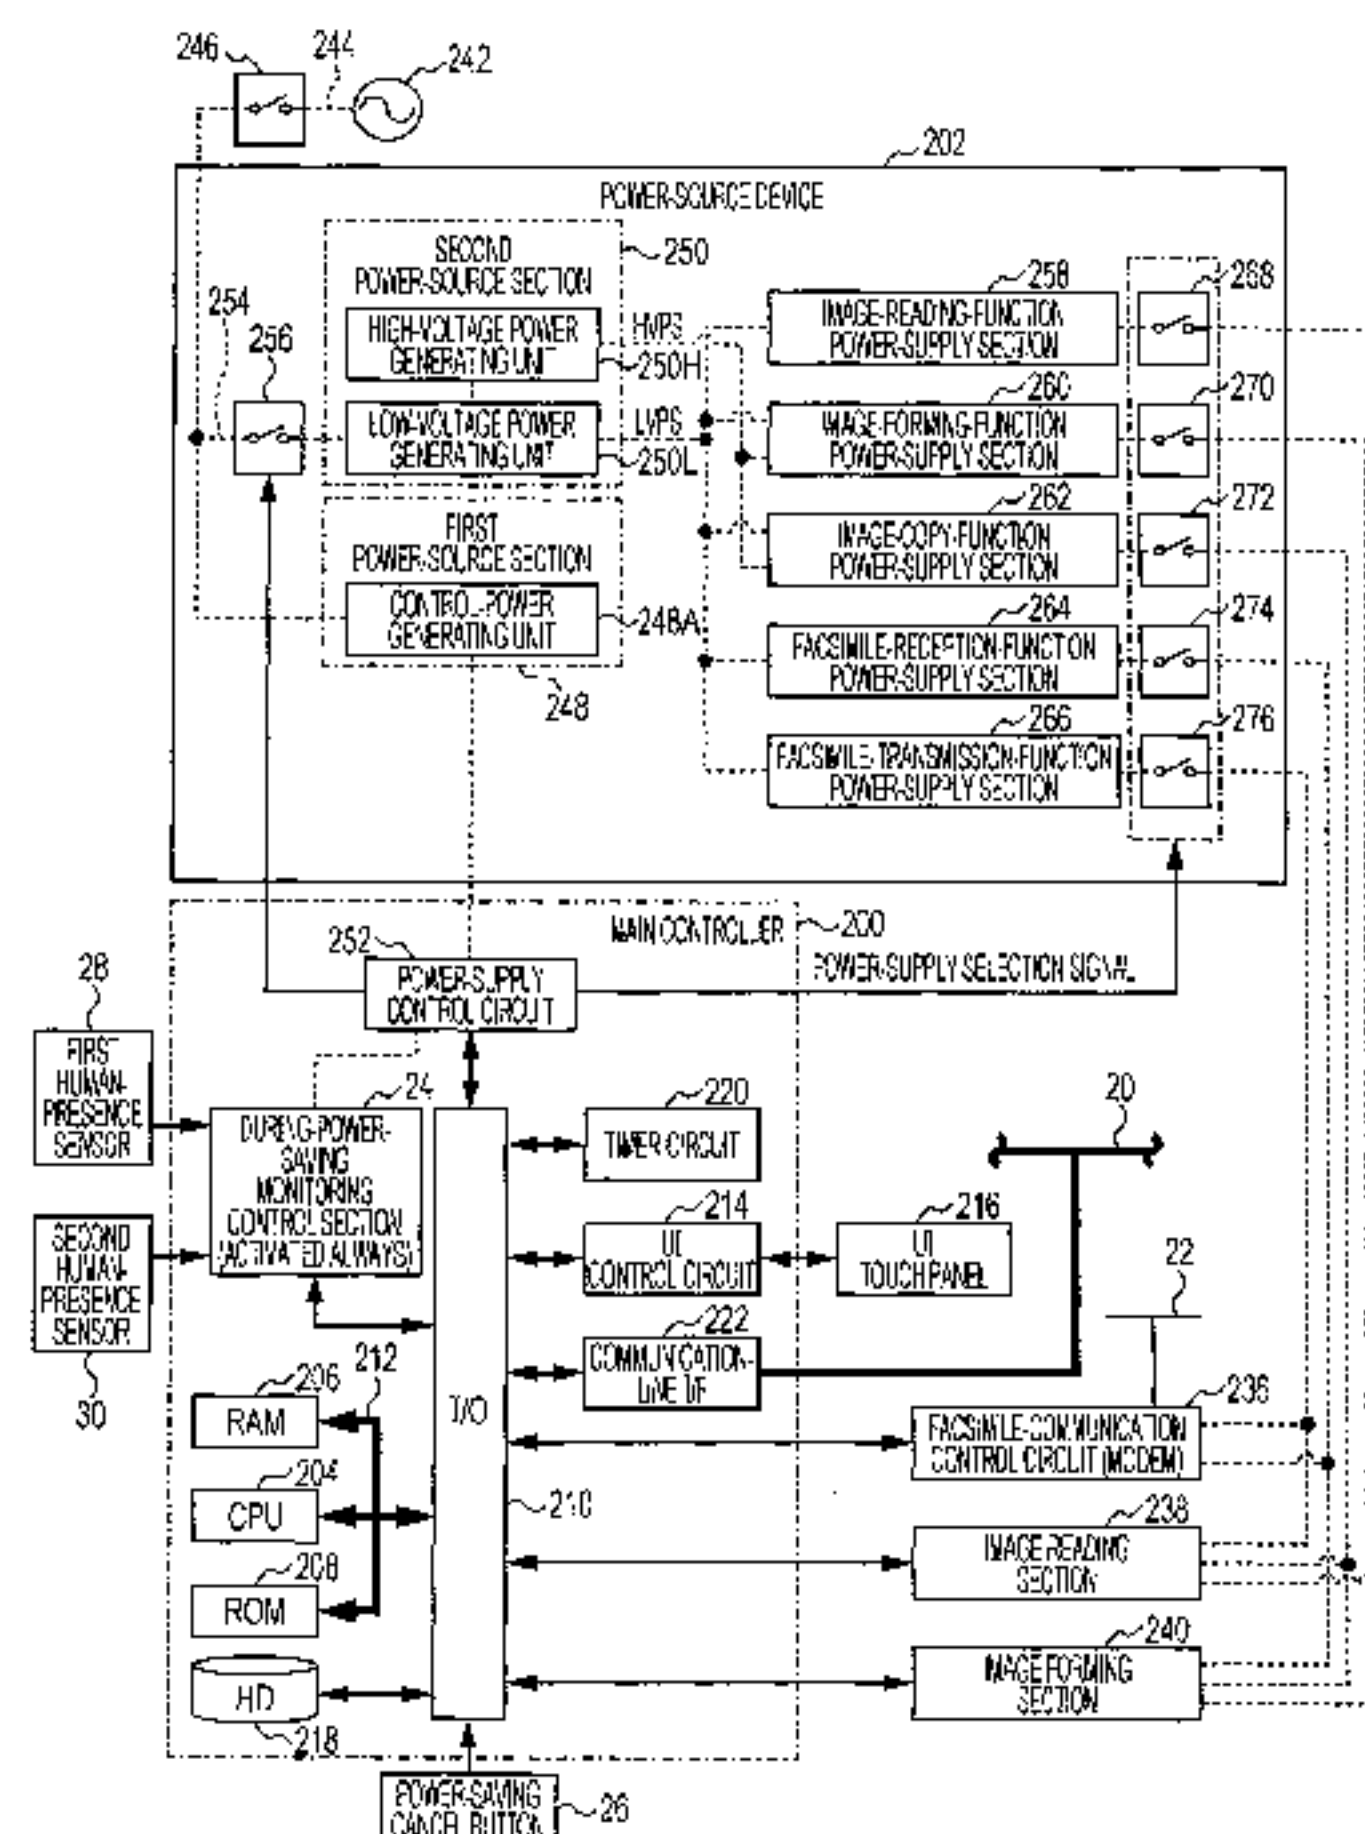 246
244
242
202
POWER-SOURCE DEVICE
SECOND
POWER-SOURCE SECTION
250
254
256
HIGH-VOLTAGE POWER
GENERATING UNIT
HVPS
250H
LOW-VOLTAGE POWER
GENERATING UNIT
LVPS
250L
FIRST
POWER-SOURCE SECTION
CONTROL-POWER
GENERATING UNIT
248A
248
258
IMAGE-READING-FUNCTION
POWER-SUPPLY SECTION
268
260
IMAGE-FORMING-FUNCTION
POWER-SUPPLY SECTION
270
262
IMAGE-COPY-FUNCTION
POWER-SUPPLY SECTION
272
264
FACSIMILE-RECEPTION-FUNCTION
POWER-SUPPLY SECTION
274
266
FACSIMILE-TRANSMISSION-FUNCTION
POWER-SUPPLY SECTION
276
MAIN CONTROLLER
200
252
POWER-SUPPLY
CONTROL CIRCUIT
POWER-SUPPLY SELECTION SIGNAL
28
FIRST
HUMAN-
PRESENCE
SENSOR
24
DURING-POWER-
SAVING
MONITORING
CONTROL SECTION
(ACTIVATED ALWAYS)
SECOND
HUMAN-
PRESENCE
SENSOR
30
220
TIMER CIRCUIT
214
UI
CONTROL CIRCUIT
216
UI
TOUCH PANEL
20
22
222
COMMUNICATION-
LINE I/F
206
RAM
212
204
CPU
208
ROM
HD
218
I/O
210
236
FACSIMILE-COMMUNICATION
CONTROL CIRCUIT (MODEM)
238
IMAGE READING
SECTION
240
IMAGE FORMING
SECTION
POWER-SAVING
CANCEL BUTTON
26